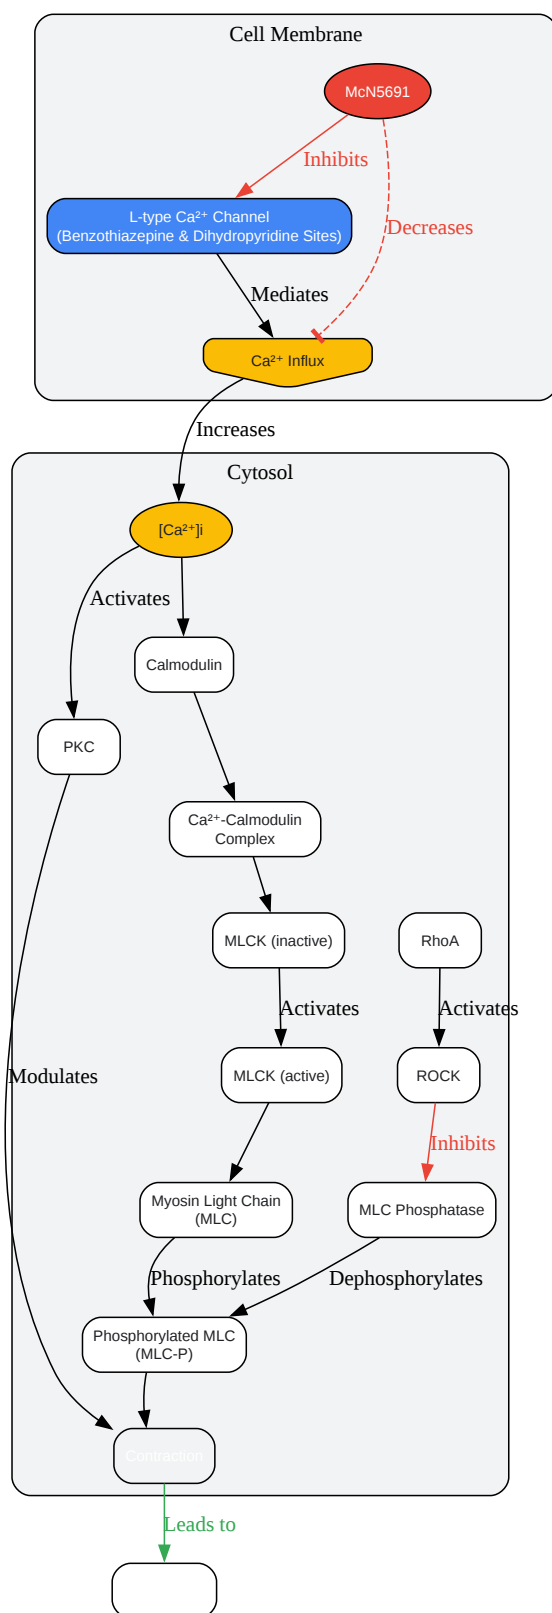 Cell Membrane
McN5691
Inhibits
L-type Ca²⁺ Channel
(Benzothiazepine & Dihydropyridine Sites)
Decreases
Mediates
Ca²⁺ Influx
Increases
Cytosol
[Ca²⁺]i
Activates
Calmodulin
PKC
Ca²⁺-Calmodulin
Complex
MLCK (inactive)
RhoA
Activates
Activates
Modulates
MLCK (active)
ROCK
Inhibits
Myosin Light Chain
(MLC)
MLC Phosphatase
Phosphorylates
Dephosphorylates
Phosphorylated MLC
(MLC-P)
Contraction
Leads to